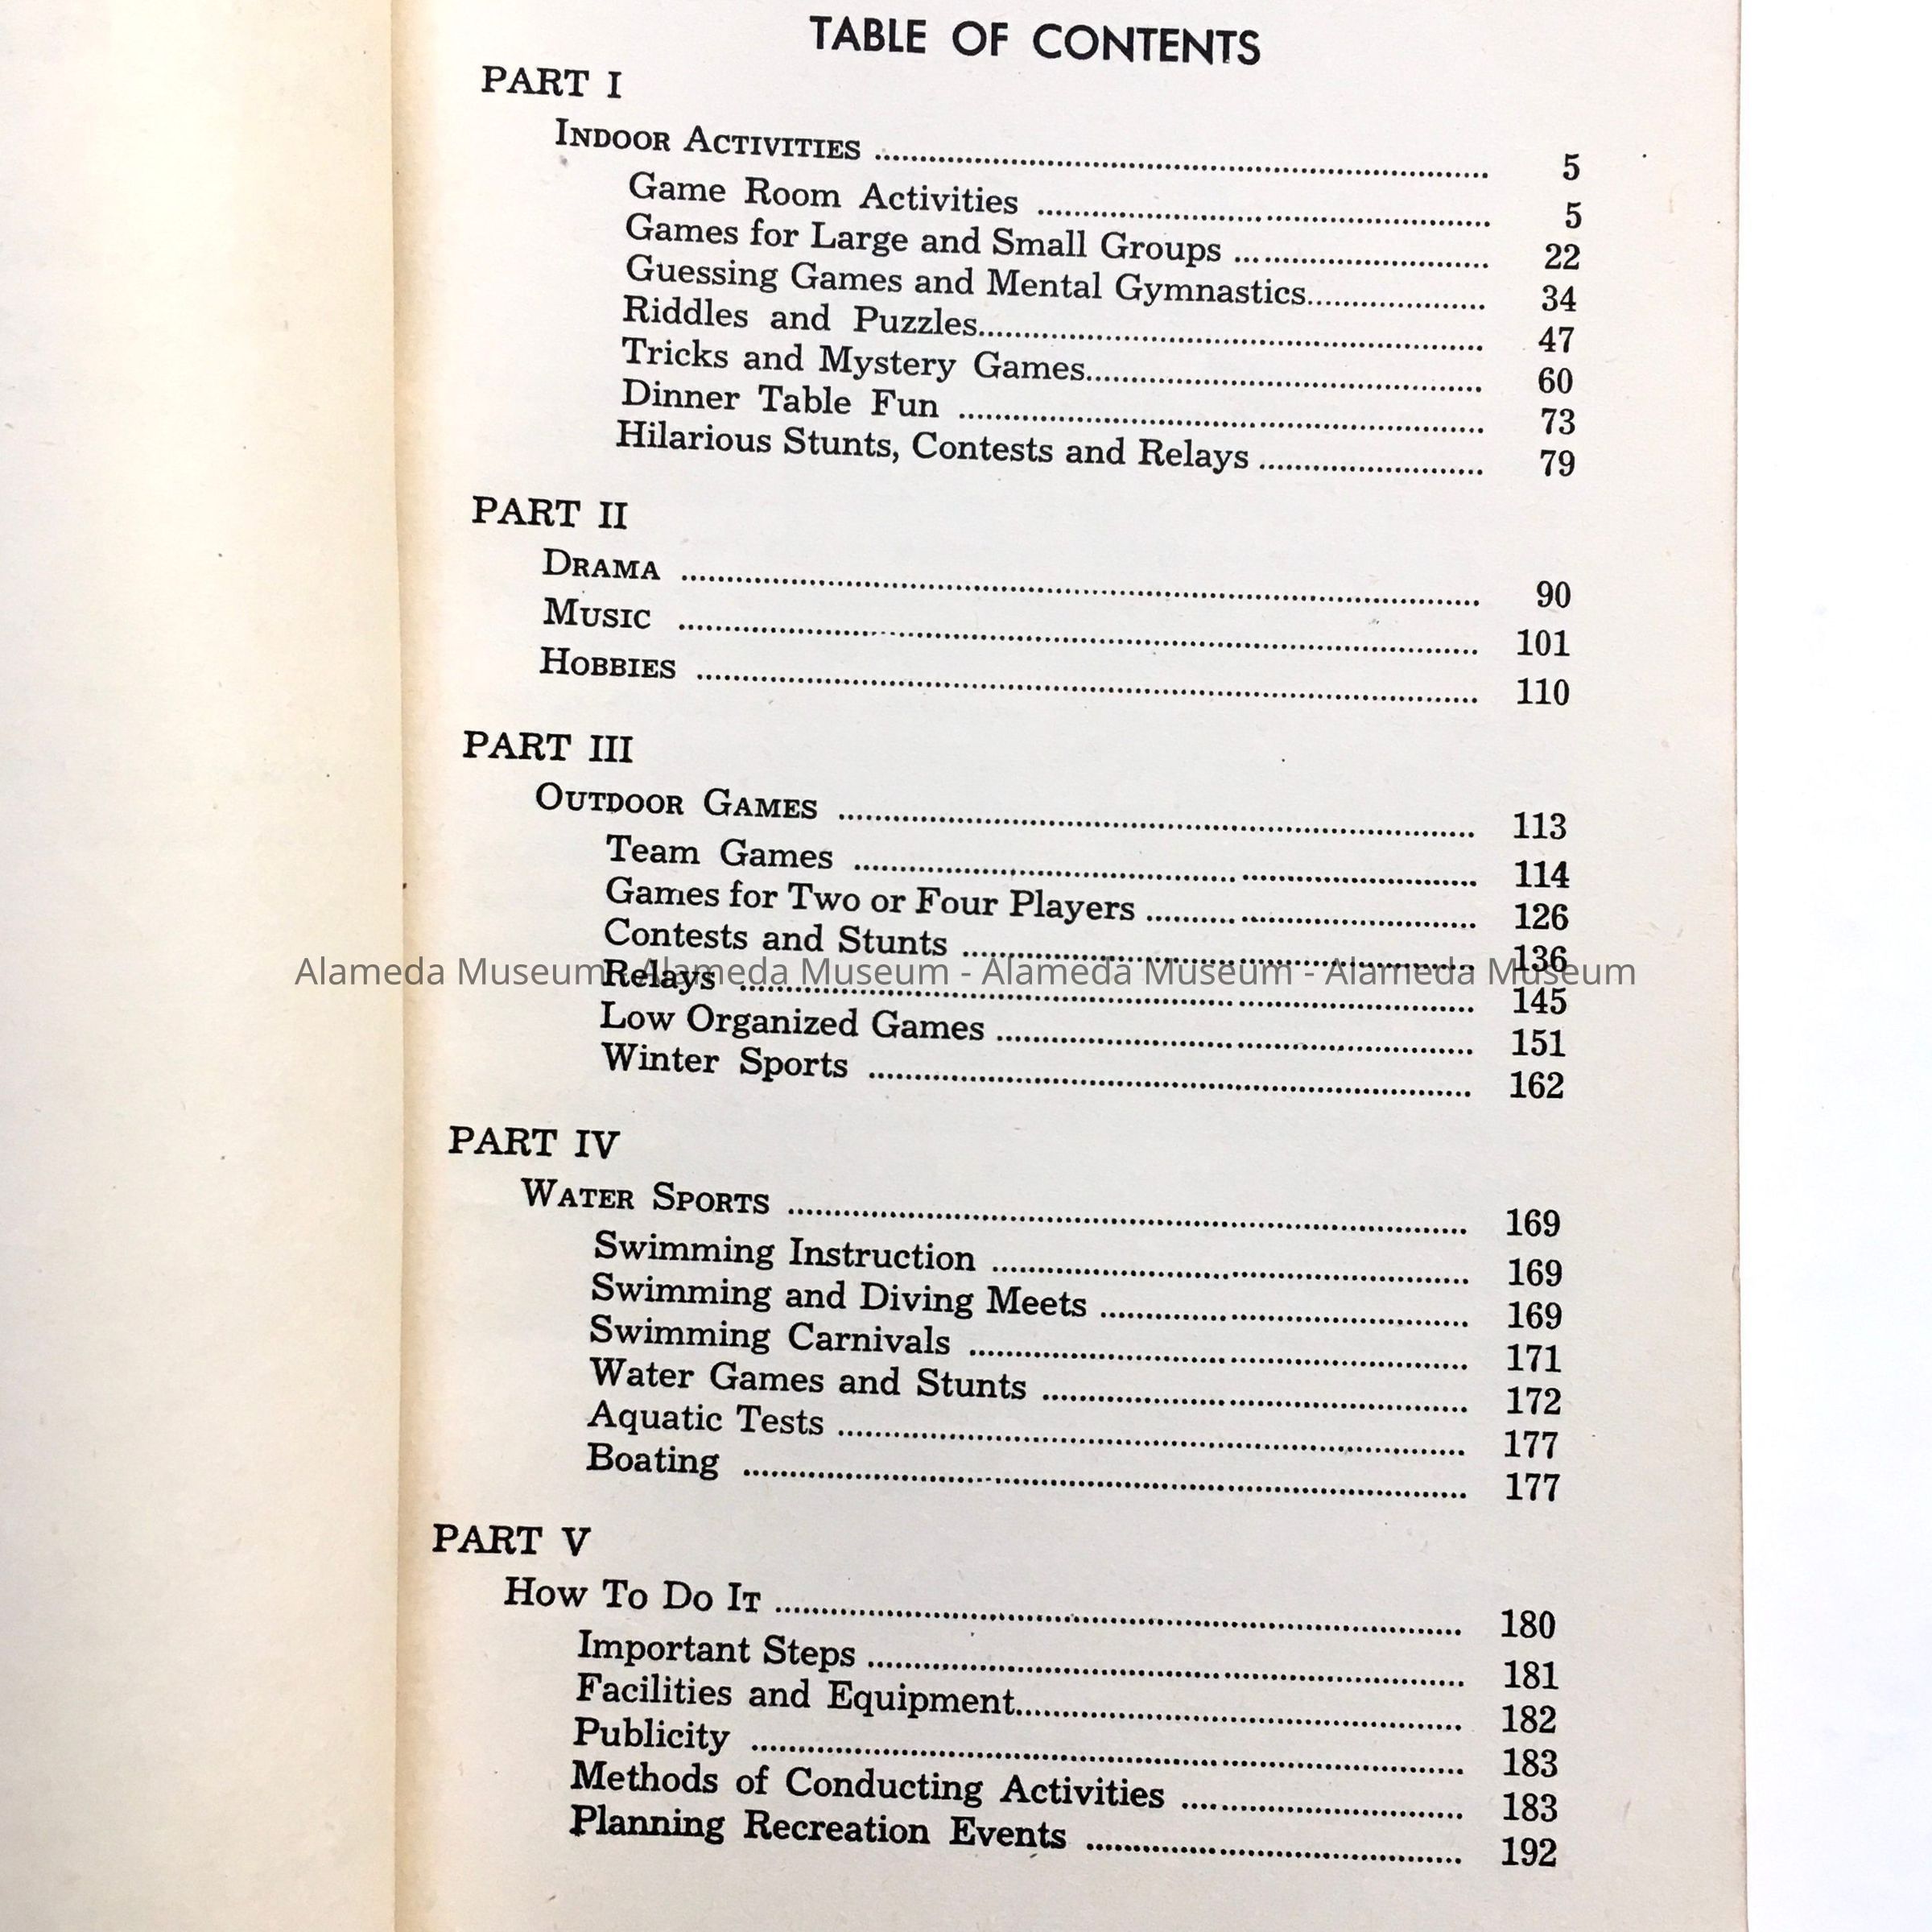 TABLE OF CONTENTS
PART I
INDOOR ACTIVITIES ........ 5
Game Room Activities ........ 5
Games for Large and Small Groups ........ 22
Guessing Games and Mental Gymnastics ........ 34
Riddles and Puzzles ........ 47
Tricks and Mystery Games ........ 60
Dinner Table Fun ........ 73
Hilarious Stunts, Contests and Relays ........ 79
PART II
DRAMA ........ 90
MUSIC ........ 101
HOBBIES ........ 110
PART III
OUTDOOR GAMES ........ 113
Team Games ........ 114
Games for Two or Four Players ........ 126
Contests and Stunts ........ 136
Alameda Museum - Alameda Museum - Alameda Museum - Alameda Museum
Relays ........ 145
Low Organized Games ........ 151
Winter Sports ........ 162
PART IV
WATER SPORTS ........ 169
Swimming Instruction ........ 169
Swimming and Diving Meets ........ 169
Swimming Carnivals ........ 171
Water Games and Stunts ........ 172
Aquatic Tests ........ 177
Boating ........ 177
PART V
HOW TO DO IT ........ 180
Important Steps ........ 181
Facilities and Equipment ........ 182
Publicity ........ 183
Methods of Conducting Activities ........ 183
Planning Recreation Events ........ 192